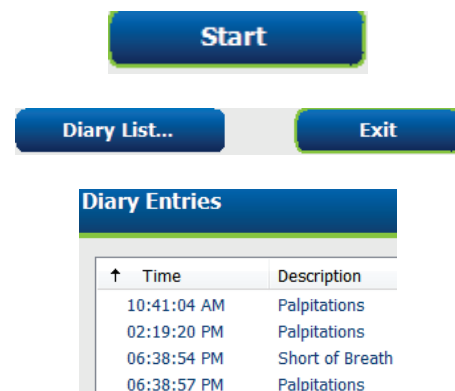 Start
Diary List... Exit
Diary Entries
↑ Time Description
10:41:04 AM Palpitations
02:19:20 PM Palpitations
06:38:54 PM Short of Breath
06:38:57 PM Palpitations